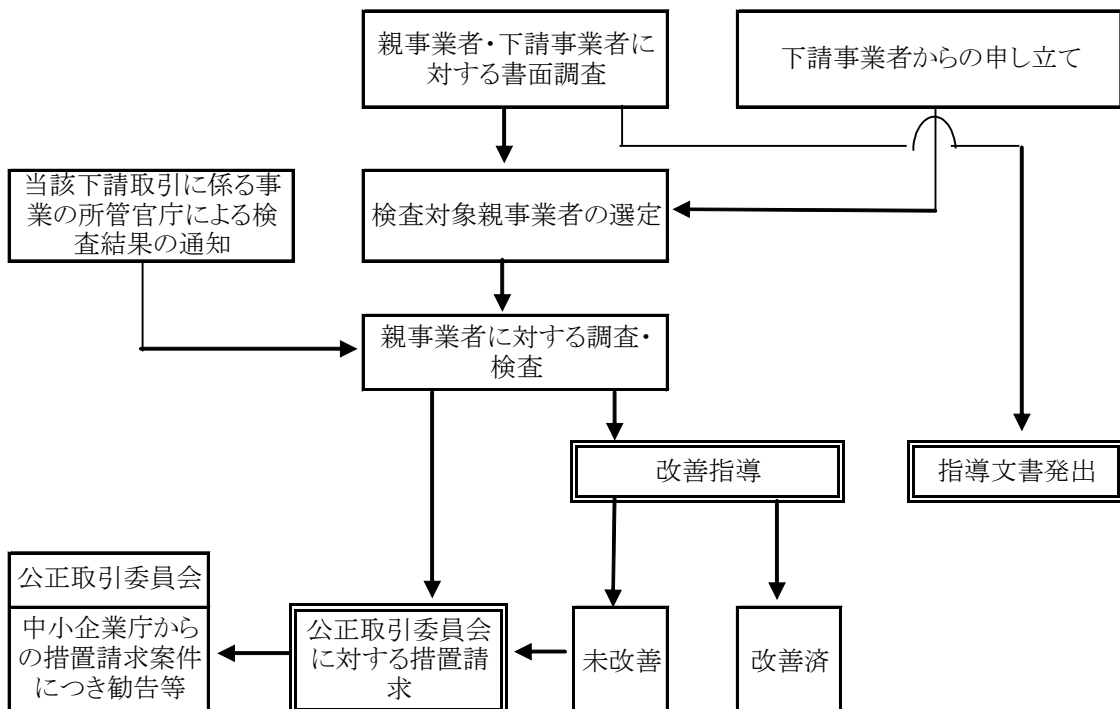 親事業者・下請事業者に
対する書面調査
下請事業者からの申し立て
当該下請取引に係る事
業の所管官庁による検
査結果の通知
検査対象親事業者の選定
親事業者に対する調査・
検査
改善指導
指導文書発出
公正取引委員会
中小企業庁から
の措置請求案件
につき勧告等
公正取引委員会
に対する措置請
求
未改善
改善済